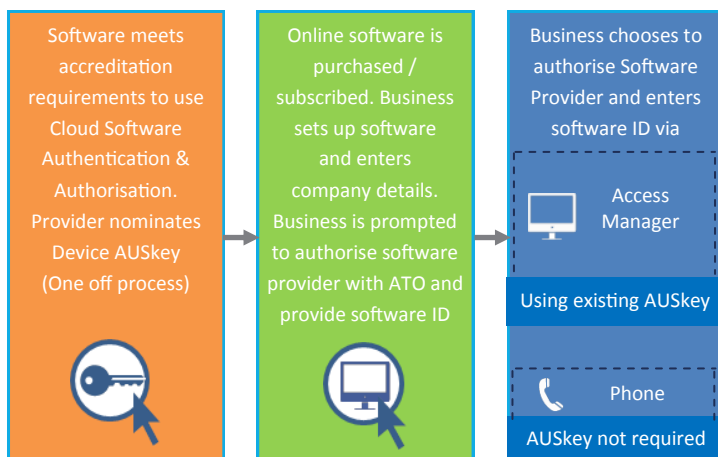 Software meets
accreditation
requirements to use
Cloud Software
Authentication &
Authorisation.
Provider nominates
Device AUSkey
(One off process)
Online software is
purchased /
subscribed. Business
sets up software
and enters
company details.
Business is prompted
to authorise software
provider with ATO and
provide software ID
Business chooses to
authorise Software
Provider and enters
software ID via
Access
Manager
Using existing AUSkey
Phone
AUSkey not required